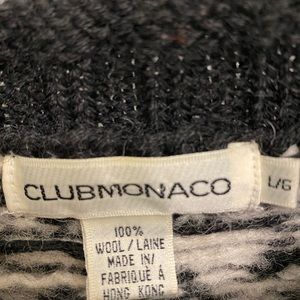 CLUBMONACO
L/G
100%
WOOL/LAINE
MADE IN/
FABRIQUÉ À
HONG KONG